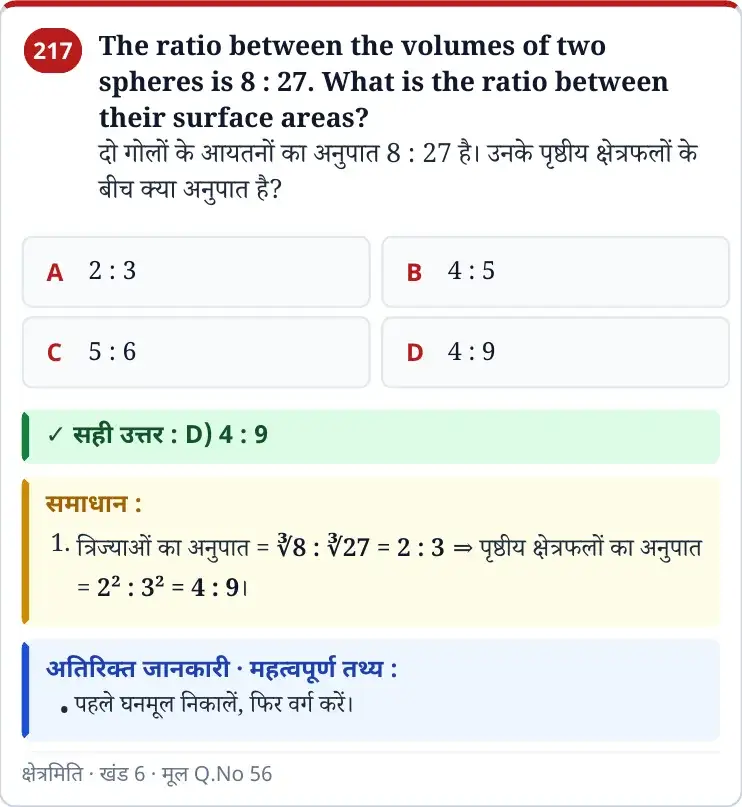 217
The ratio between the volumes of two
spheres is 8 : 27. What is the ratio between
their surface areas?
दो गोलों के आयतनों का अनुपात 8 : 27 है। उनके पृष्ठीय क्षेत्रफलों के
बीच क्या अनुपात है?
A 2 : 3
B 4 : 5
C 5 : 6
D 4 : 9
✓ सही उत्तर : D) 4 : 9
समाधान :
1. त्रिज्याओं का अनुपात = ∛8 : ∛27 = 2 : 3 ⇒ पृष्ठीय क्षेत्रफलों का अनुपात
= 2² : 3² = 4 : 9।
अतिरिक्त जानकारी · महत्वपूर्ण तथ्य :
• पहले घनमूल निकालें, फिर वर्ग करें।
क्षेत्रमिति · खंड 6 · मूल Q.No 56